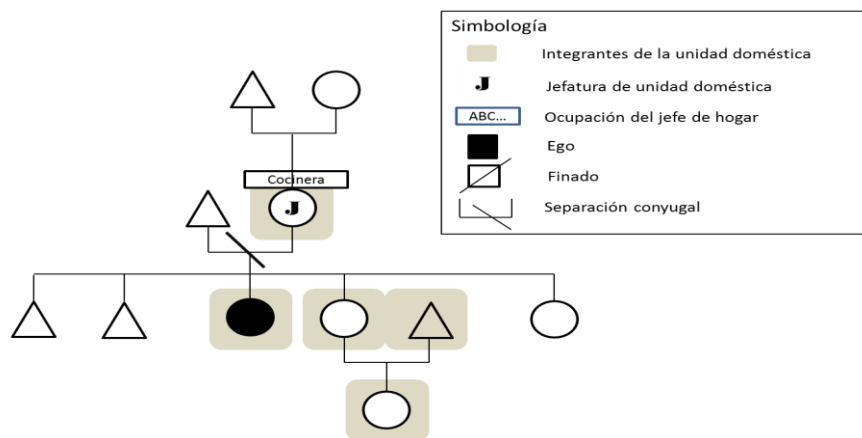 Simbología
Integrantes de la unidad doméstica
J Jefatura de unidad doméstica
ABC... Ocupación del jefe de hogar
Ego
Finado
Separación conyugal
Cocinera
J